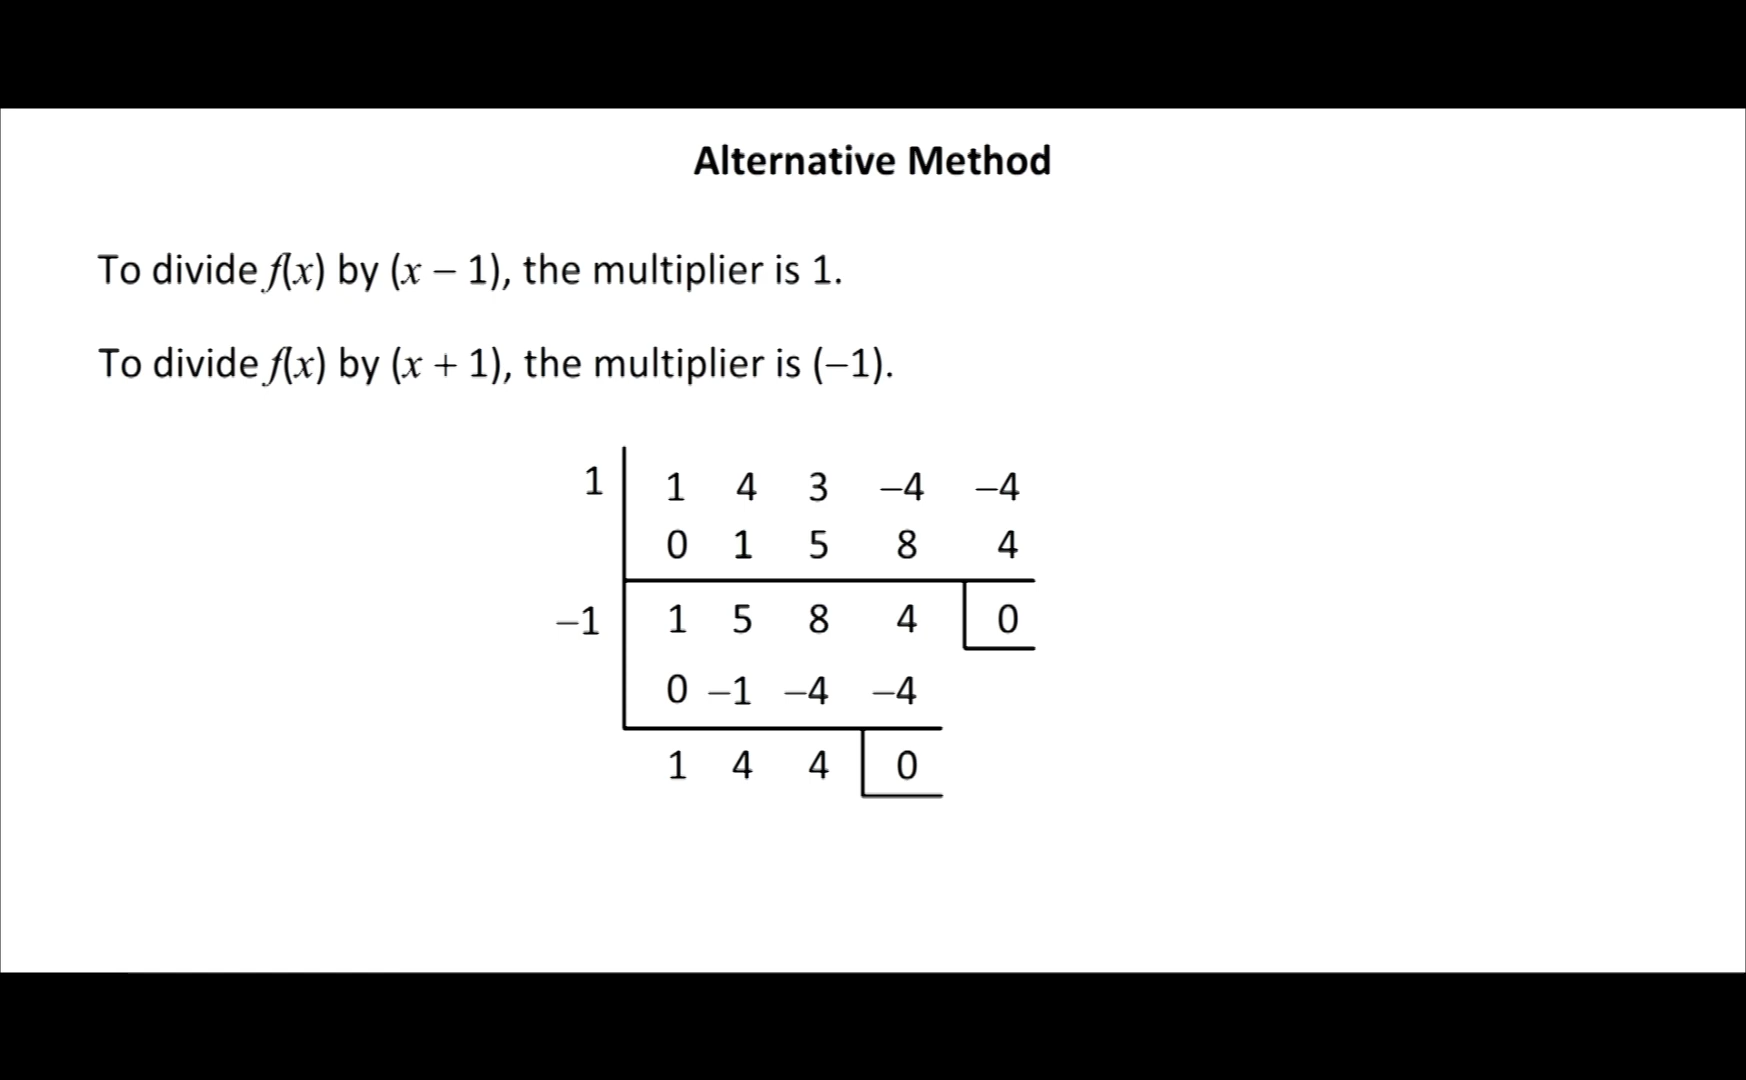 Alternative Method
To divide f(x) by (x – 1), the multiplier is 1.
To divide f(x) by (x + 1), the multiplier is (–1).
1 1 4 3 –4 –4
0 1 5 8 4
–1 1 5 8 4 0
0 –1 –4 –4
1 4 4 0